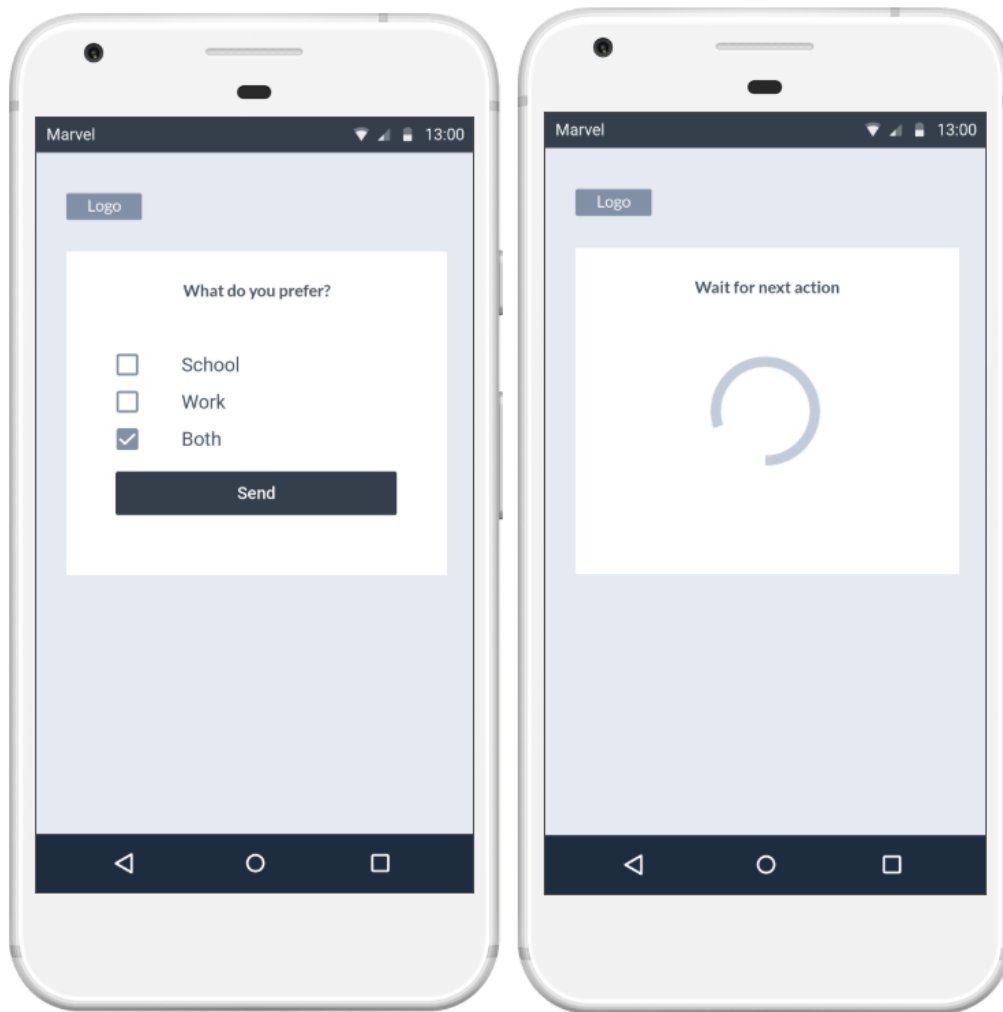 Marvel 13:00
Logo
What do you prefer?
School
Work
Both
Send
Marvel 13:00
Logo
Wait for next action